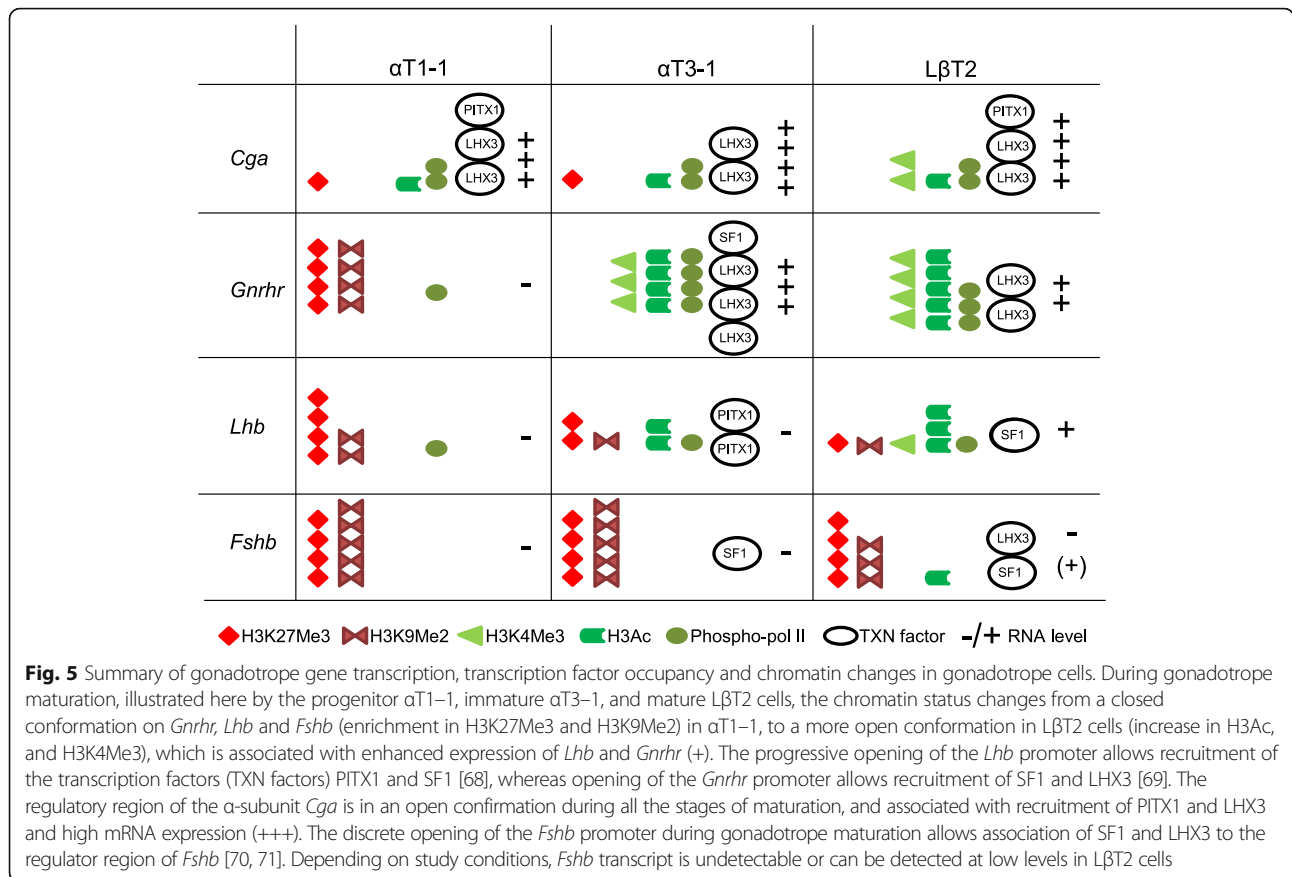 αT1-1 αT3-1 LβT2
Cga
PITX1
LHX3
LHX3
+
+
+
LHX3
LHX3
+
+
+
+
PITX1
LHX3
LHX3
+
+
+
+
Gnrhr
-
SF1
LHX3
LHX3
LHX3
+
+
+
LHX3
LHX3
+
+
Lhb
-
PITX1
PITX1
-
SF1
+
Fshb
-
SF1
-
LHX3
SF1
-
(+)
H3K27Me3 H3K9Me2 H3K4Me3 H3Ac Phospho-pol II TXN factor -/+ RNA level
Fig. 5 Summary of gonadotrope gene transcription, transcription factor occupancy and chromatin changes in gonadotrope cells. During gonadotrope
maturation, illustrated here by the progenitor αT1–1, immature αT3–1, and mature LβT2 cells, the chromatin status changes from a closed
conformation on Gnrhr, Lhb and Fshb (enrichment in H3K27Me3 and H3K9Me2) in αT1–1, to a more open conformation in LβT2 cells (increase in H3Ac,
and H3K4Me3), which is associated with enhanced expression of Lhb and Gnrhr (+). The progressive opening of the Lhb promoter allows recruitment of
the transcription factors (TXN factors) PITX1 and SF1 [68], whereas opening of the Gnrhr promoter allows recruitment of SF1 and LHX3 [69]. The
regulatory region of the α-subunit Cga is in an open confirmation during all the stages of maturation, and associated with recruitment of PITX1 and LHX3
and high mRNA expression (+++). The discrete opening of the Fshb promoter during gonadotrope maturation allows association of SF1 and LHX3 to the
regulator region of Fshb [70, 71]. Depending on study conditions, Fshb transcript is undetectable or can be detected at low levels in LβT2 cells